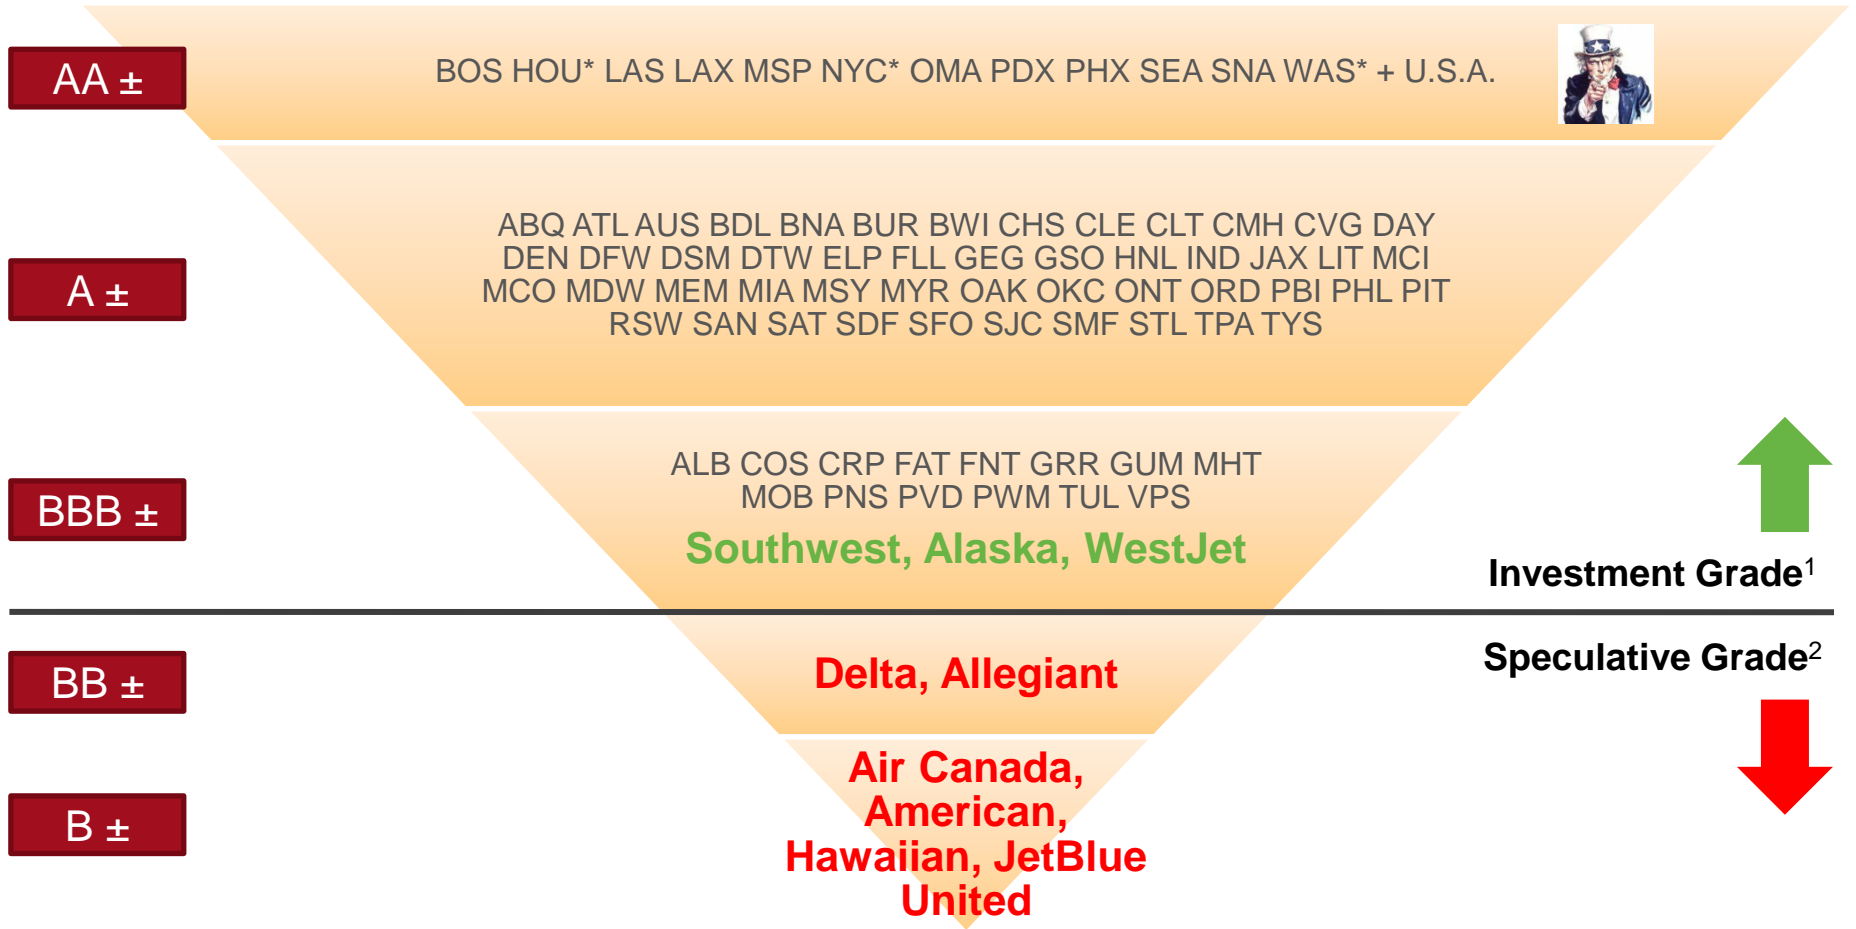 AA ±
BOS HOU* LAS LAX MSP NYC* OMA PDX PHX SEA SNA WAS* + U.S.A.
A ±
ABQ ATL AUS BDL BNA BUR BWI CHS CLE CLT CMH CVG DAY
DEN DFW DSM DTW ELP FLL GEG GSO HNL IND JAX LIT MCI
MCO MDW MEM MIA MSY MYR OAK OKC ONT ORD PBI PHL PIT
RSW SAN SAT SDF SFO SJC SMF STL TPA TYS
BBB ±
ALB COS CRP FAT FNT GRR GUM MHT
MOB PNS PVD PWM TUL VPS
Southwest, Alaska, WestJet
Investment Grade¹
Speculative Grade²
BB ±
Delta, Allegiant
B ±
Air Canada,
American,
Hawaiian, JetBlue
United